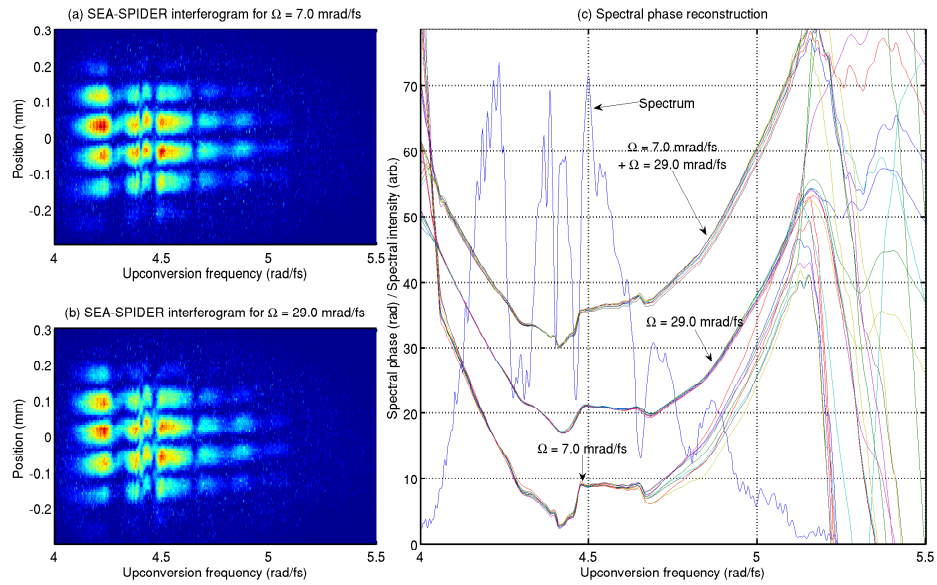 (a) SEA-SPIDER interferogram for Ω = 7.0 mrad/fs
0.3
0.2
0.1
0
-0.1
-0.2
Position (mm)
4
4.5
5
5.5
Upconversion frequency (rad/fs)
(b) SEA-SPIDER interferogram for Ω = 29.0 mrad/fs
0.3
0.2
0.1
0
-0.1
-0.2
Position (mm)
4
4.5
5
5.5
Upconversion frequency (rad/fs)
(c) Spectral phase reconstruction
70
60
50
40
30
20
10
0
Spectral phase (rad) / Spectral intensity (arb.)
Spectrum
Ω = 7.0 mrad/fs
+ Ω = 29.0 mrad/fs
Ω = 29.0 mrad/fs
Ω = 7.0 mrad/fs
4
4.5
5
5.5
Upconversion frequency (rad/fs)